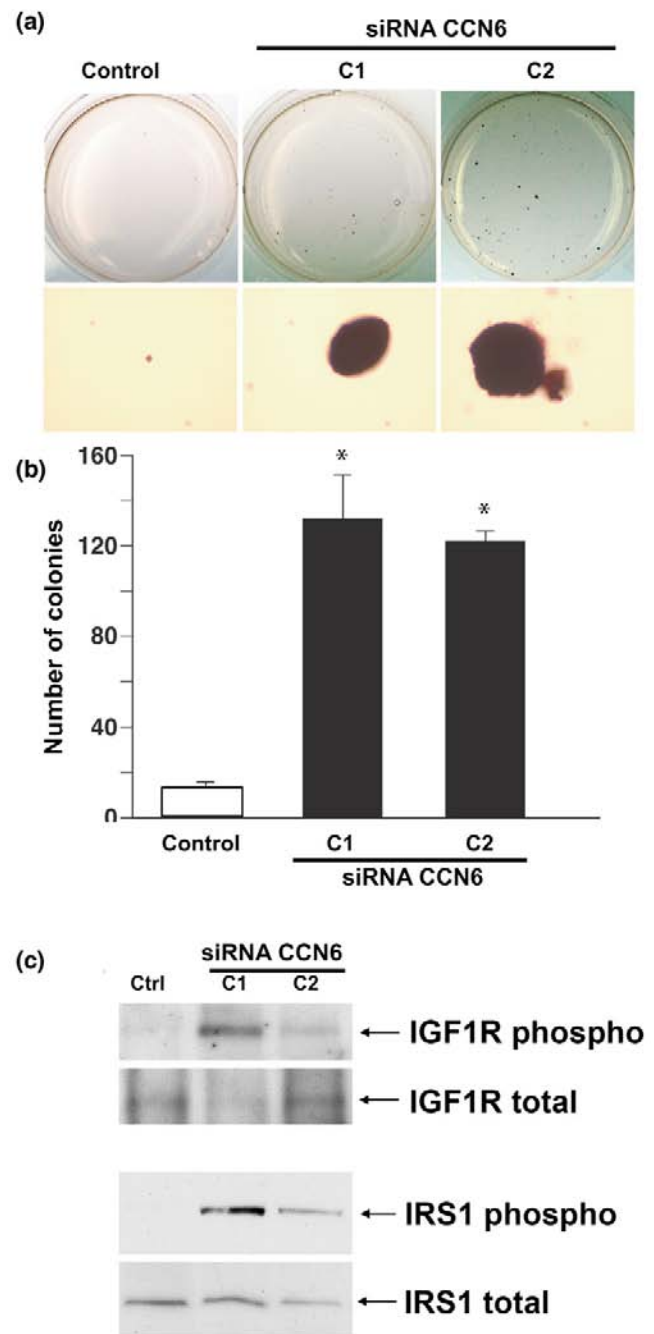 (a)
siRNA CCN6
Control C1 C2
(b)
160
*
*
120
80
40
0
Number of colonies
Control C1 C2
siRNA CCN6
(c)
siRNA CCN6
Ctrl C1 C2
IGF1R phospho
IGF1R total
IRS1 phospho
IRS1 total